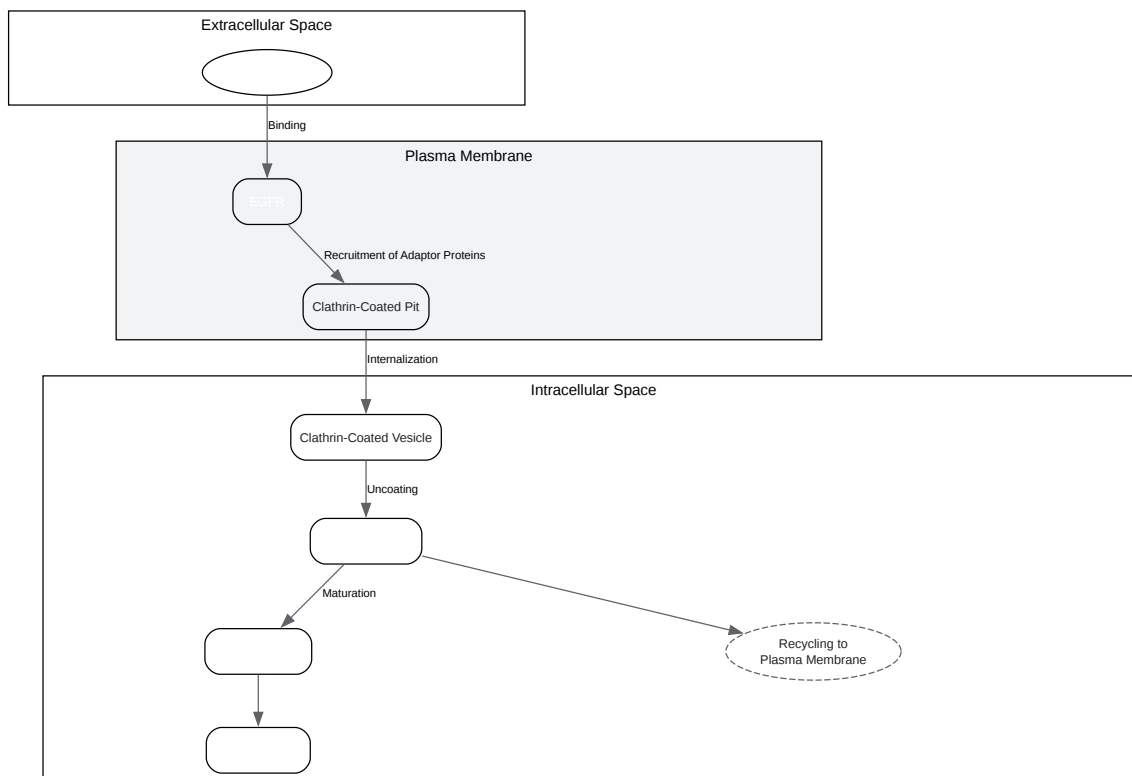 Extracellular Space
Binding
Plasma Membrane
EGFR
Recruitment of Adaptor Proteins
Clathrin-Coated Pit
Internalization
Intracellular Space
Clathrin-Coated Vesicle
Uncoating
Maturation
Recycling to
Plasma Membrane